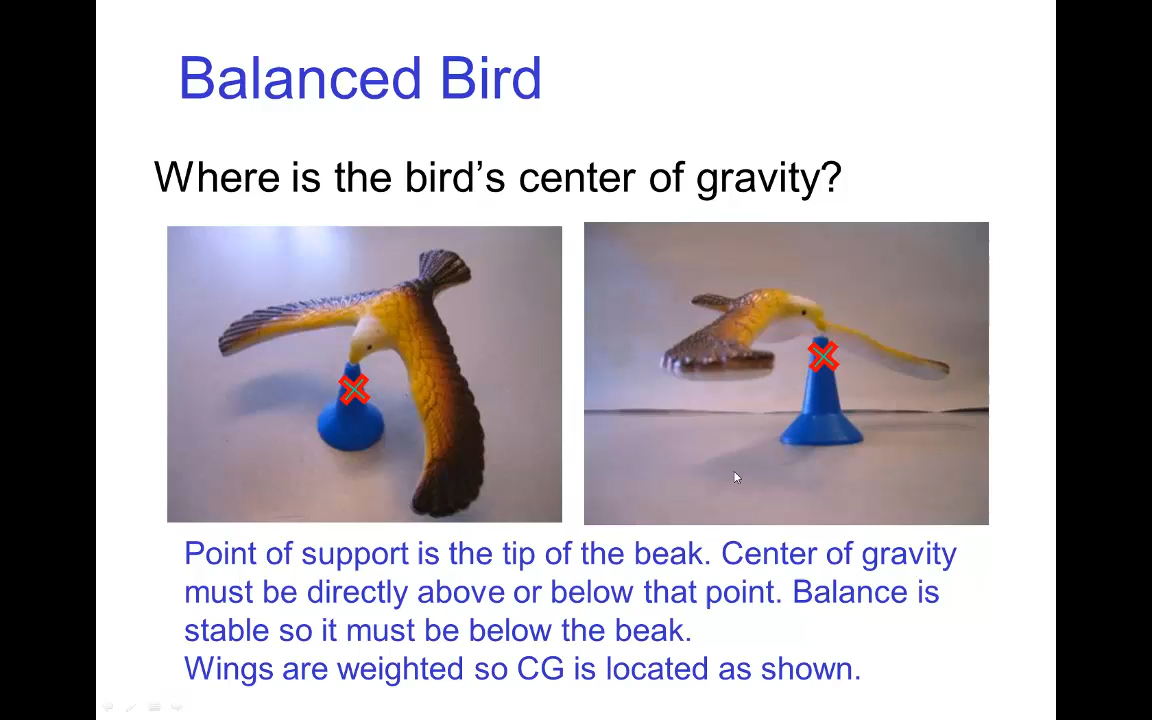 Balanced Bird
Where is the bird’s center of gravity?
Point of support is the tip of the beak. Center of gravity
must be directly above or below that point. Balance is
stable so it must be below the beak.
Wings are weighted so CG is located as shown.